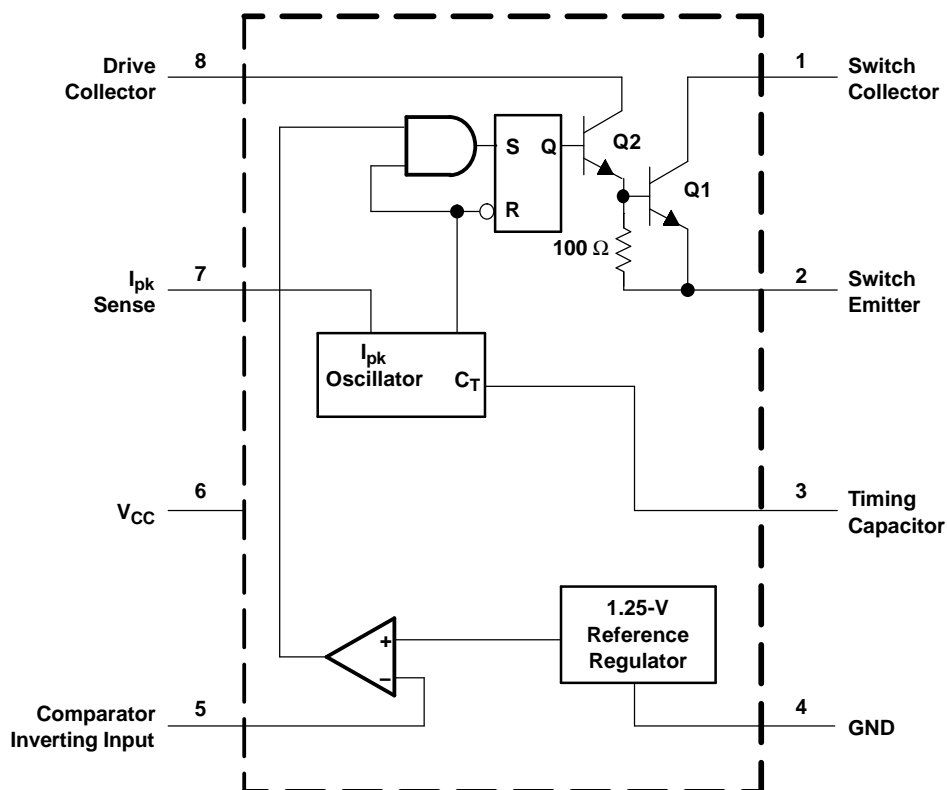 Drive
Collector
8
1
Switch
Collector
S
Q
Q2
Q1
R
100 Ω
7
Ipk
Sense
2
Switch
Emitter
Ipk
Oscillator
CT
6
VCC
3
Timing
Capacitor
1.25-V
Reference
Regulator
+
−
5
Comparator
Inverting Input
4
GND